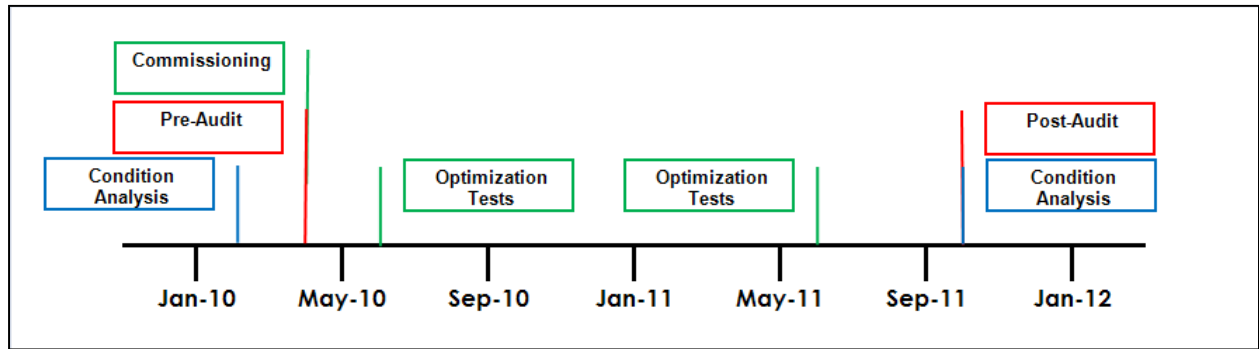 Commissioning
Pre-Audit
Post-Audit
Condition
Analysis
Optimization
Tests
Optimization
Tests
Condition
Analysis
Jan-10
May-10
Sep-10
Jan-11
May-11
Sep-11
Jan-12